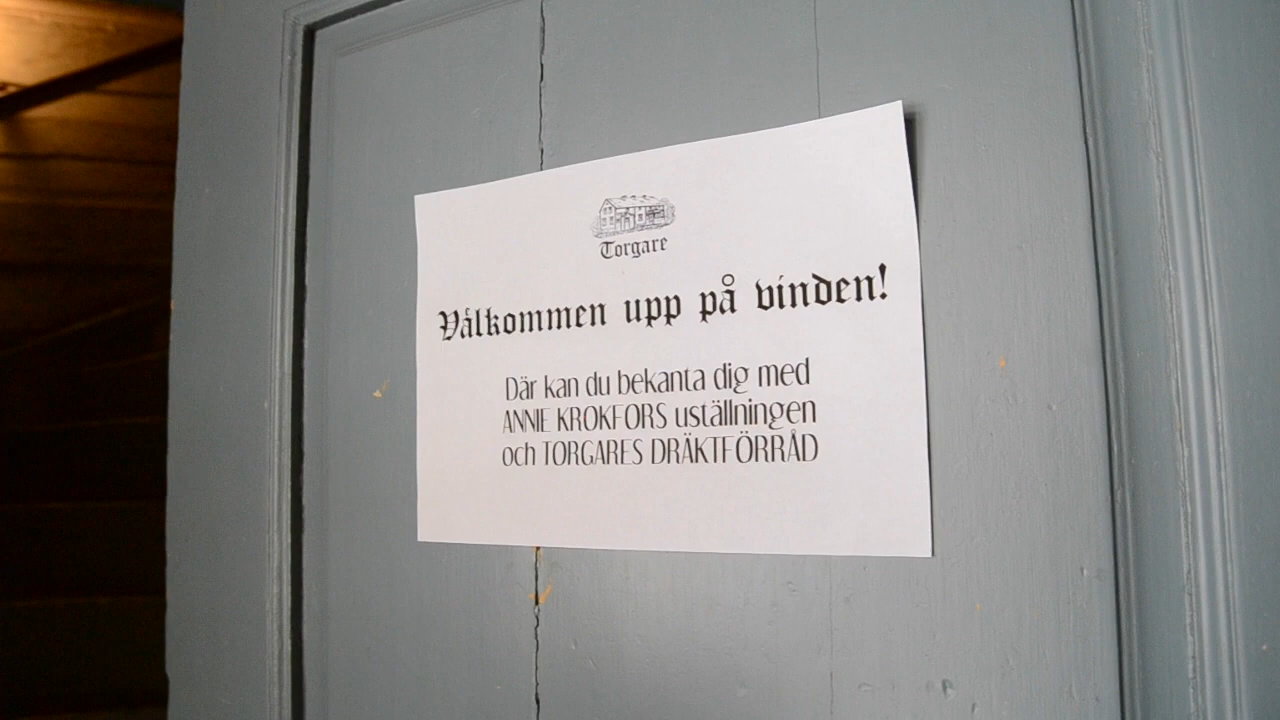 Torgare
Välkommen upp på vinden!
Där kan du bekanta dig med
ANNIE KROKFORS uställningen
och TORGARES DRÄKTFÖRRÅD